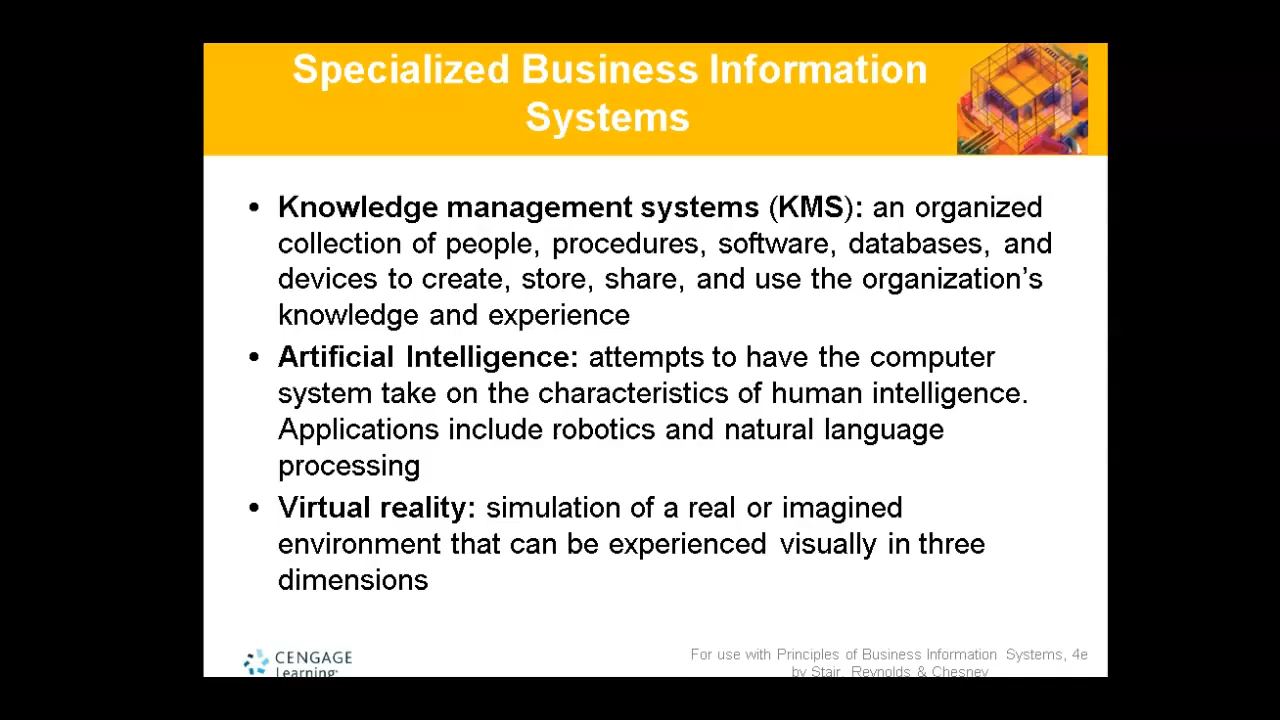 Specialized Business Information
Systems
• Knowledge management systems (KMS): an organized
collection of people, procedures, software, databases, and
devices to create, store, share, and use the organization's
knowledge and experience
• Artificial Intelligence: attempts to have the computer
system take on the characteristics of human intelligence.
Applications include robotics and natural language
processing
• Virtual reality: simulation of a real or imagined
environment that can be experienced visually in three
dimensions
CENGAGE
Learning
For use with Principles of Business Information Systems, 4e
by Stair, Reynolds & Chesney